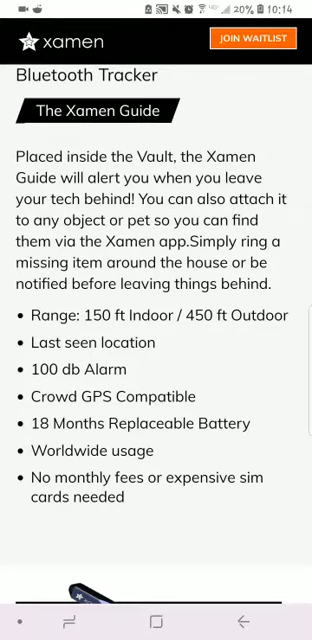 20% 10:14
xamen
JOIN WAITLIST
Bluetooth Tracker
The Xamen Guide
Placed inside the Vault, the Xamen
Guide will alert you when you leave
your tech behind! You can also attach it
to any object or pet so you can find
them via the Xamen app.Simply ring a
missing item around the house or be
notified before leaving things behind.
• Range: 150 ft Indoor / 450 ft Outdoor
• Last seen location
• 100 db Alarm
• Crowd GPS Compatible
• 18 Months Replaceable Battery
• Worldwide usage
• No monthly fees or expensive sim
cards needed